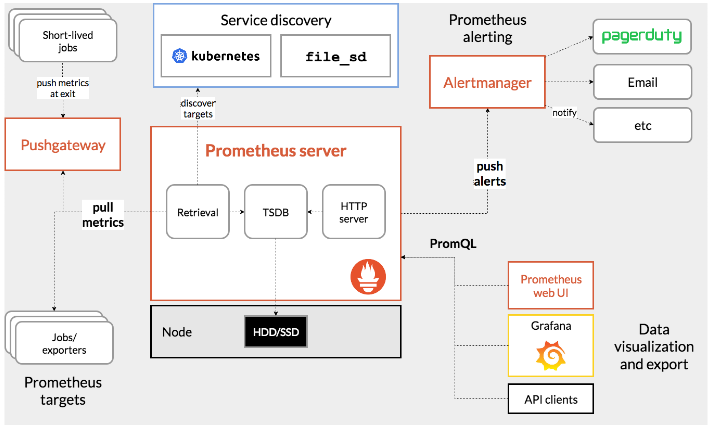 Short-lived
jobs
push metrics
at exit
Pushgateway
pull
metrics
Jobs/
exporters
Prometheus
targets
Service discovery
kubernetes
file_sd
discover
targets
Prometheus server
Retrieval
TSDB
HTTP
server
Node
HDD/SSD
Prometheus
alerting
Alertmanager
pagerduty
Email
etc
notify
push
alerts
PromQL
Prometheus
web UI
Grafana
API clients
Data
visualization
and export